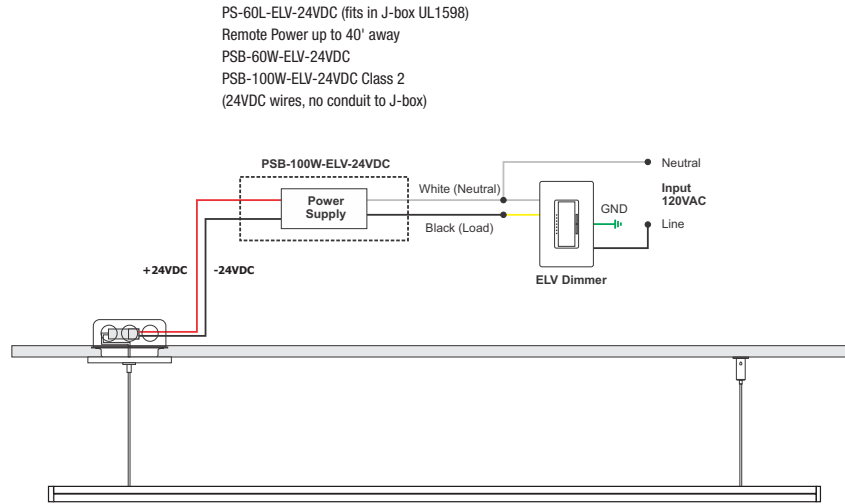 PS-60L-ELV-24VDC (fits in J-box UL1598)
Remote Power up to 40' away
PSB-60W-ELV-24VDC
PSB-100W-ELV-24VDC Class 2
(24VDC wires, no conduit to J-box)
PSB-100W-ELV-24VDC
Power
Supply
White (Neutral)
Black (Load)
Neutral
Input
120VAC
GND
Line
ELV Dimmer
+24VDC
-24VDC